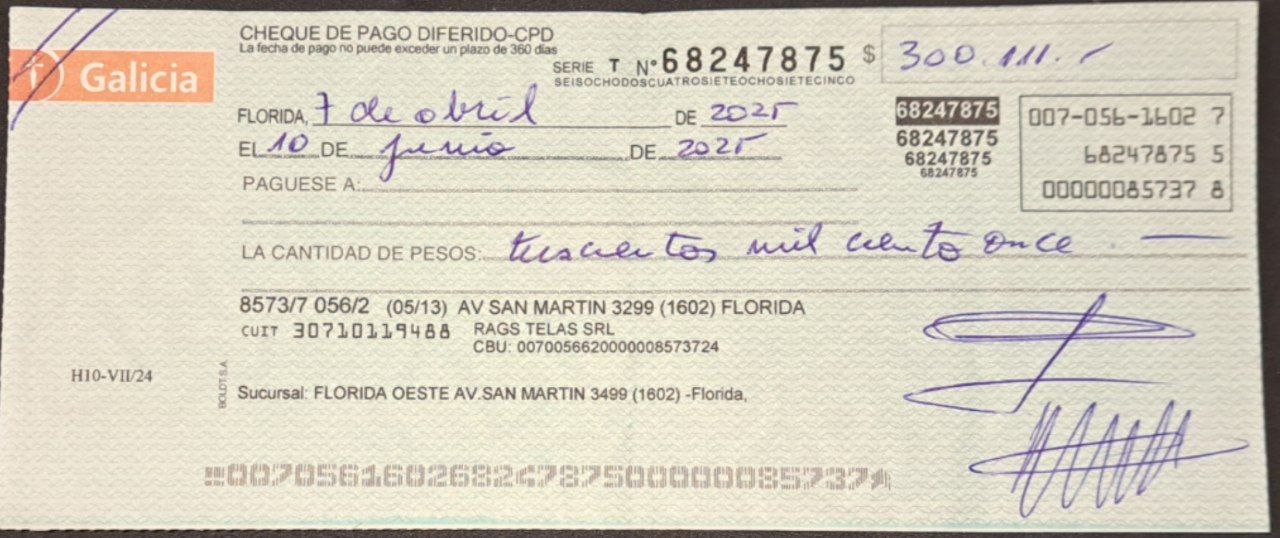 CHEQUE DE PAGO DIFERIDO-CPD
La fecha de pago no puede exceder un plazo de 360 días
Galicia
SERIE T N° 68247875 $ 300.111.-
SEISOCHODOSCUATROSIETEOCHOSIETECINCO
FLORIDA, 7 de abril DE 2025
EL 10 DE junio DE 2025
68247875
68247875
68247875
68247875
007-056-1602 7
68247875 5
00000085737 8
PAGUESE A:
LA CANTIDAD DE PESOS: trescientos mil ciento once.
8573/7 056/2 (05/13) AV SAN MARTIN 3299 (1602) FLORIDA
CUIT 30710119488 RAGS TELAS SRL
CBU: 0070056620000008573724
H10-VII/24
BOLDT S.A.
Sucursal: FLORIDA OESTE AV.SAN MARTIN 3499 (1602) -Florida,
00705616026824787500000085737